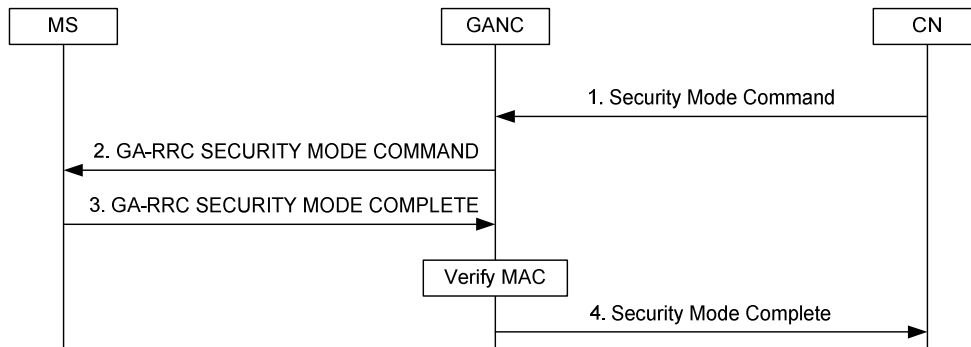 MS
GANC
CN
1. Security Mode Command
2. GA-RRC SECURITY MODE COMMAND
3. GA-RRC SECURITY MODE COMPLETE
Verify MAC
4. Security Mode Complete